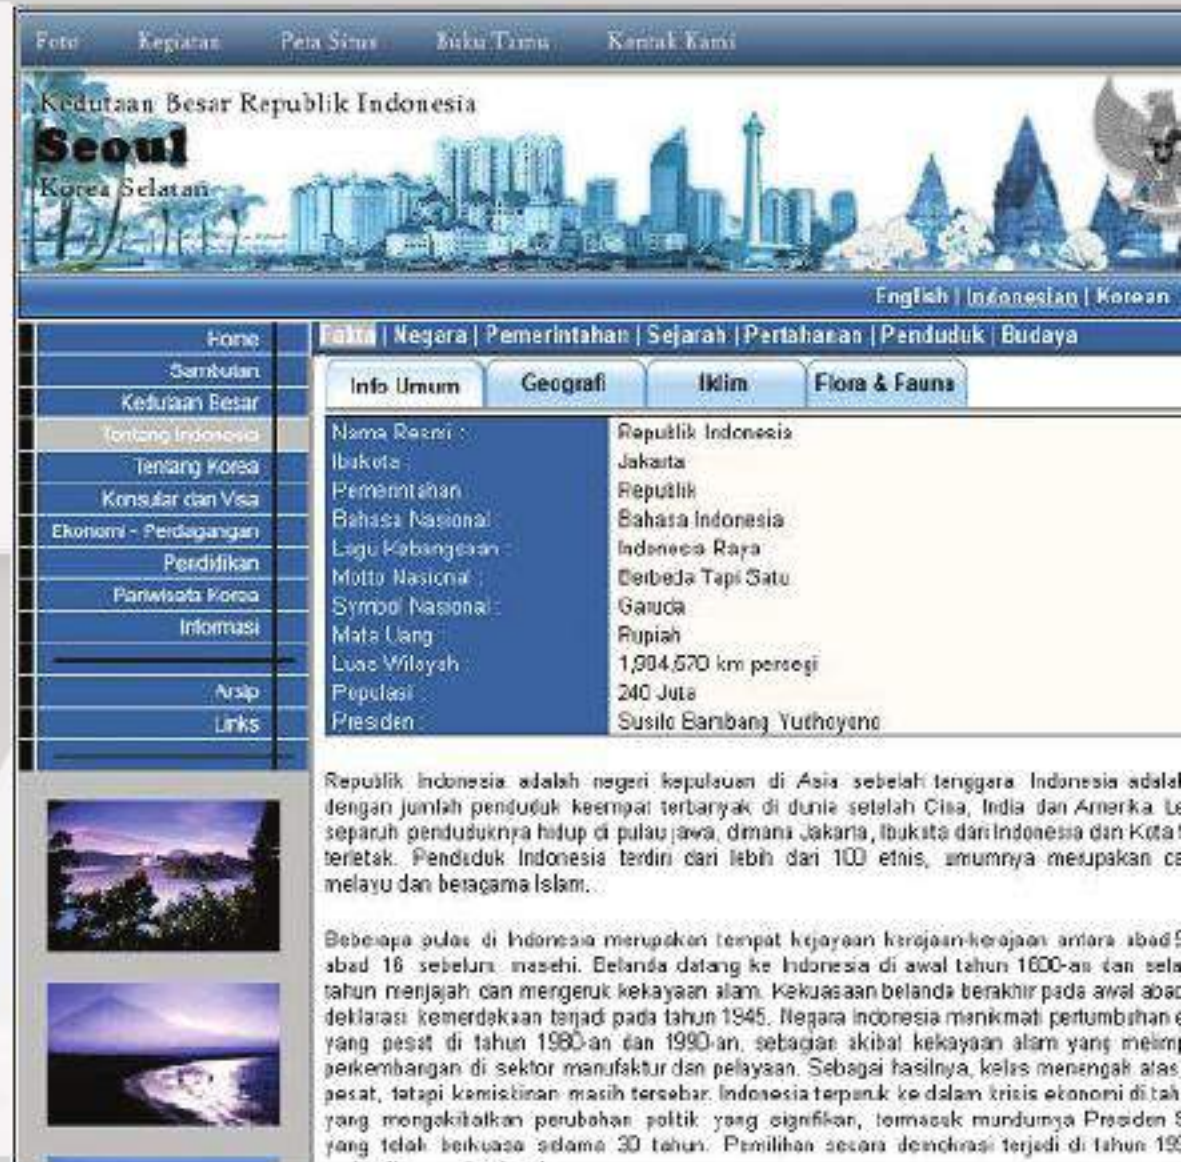 Foto Kegiatan Peta Situs Buku Tamu Kontak Kami
Kedutaan Besar Republik Indonesia
Seoul
Korea Selatan
English | Indonesian | Korean
Fakta | Negara | Pemerintahan | Sejarah | Pertahanan | Penduduk | Budaya
Info Umum Geografi Iklim Flora & Fauna
Home
Sambutan
Kedutaan Besar
Tentang Indonesia
Tentang Korea
Konsular dan Visa
Ekonomi - Perdagangan
Pendidikan
Pariwisata Korea
Informasi
Arsip
Links
Nama Resmi : Republik Indonesia
Ibukota : Jakarta
Pemerintahan Republik
Bahasa Nasional Bahasa Indonesia
Lagu Kebangsaan : Indonesia Raya
Motto Nasional : Berbeda Tapi Satu
Symbol Nasional : Garuda
Mata Uang : Rupiah
Luas Wilayah : km persegi
Populasi : 240 Juta
Presiden : Susilo Bambang Yudhoyono
Republik Indonesia adalah negeri kepulauan di Asia sebelah tenggara. Indonesia adalah
dengan jumlah penduduk keempat terbanyak di dunia setelah Cina, India dan Amerika. Le
separuh penduduknya hidup di pulau jawa, dimana Jakarta, Ibukota dari Indonesia dan Kota
terletak. Penduduk Indonesia terdiri dari lebih dari 100 etnis, umumnya merupakan ca
melayu dan beragama Islam.
Beberapa pulau di Indonesia merupakan tempat kejayaan kerajaan-kerajaan antara abad 5
abad 16 sebelum masehi. Belanda datang ke Indonesia di awal tahun 1600-an dan sela
tahun menjajah dan mengeruk kekayaan alam. Kekuasaan belanda berakhir pada awal abad
deklarasi kemerdekaan terjadi pada tahun 1945. Negara Indonesia menikmati pertumbuhan e
yang pesat di tahun 1980-an dan 1990-an, sebagian akibat kekayaan alam yang melimp
perkembangan di sektor manufaktur dan pelayaan. Sebagai hasilnya, kelas menengah atas
pesat, tetapi kemiskinan masih tersebar. Indonesia terpuruk ke dalam krisis ekonomi di tah
yang mengakibatkan perubahan politik yang signifikan, termasuk mundurnya Presiden S
yang telah berkuasa selama 30 tahun. Pemilihan secara demokrasi terjadi di tahun 199